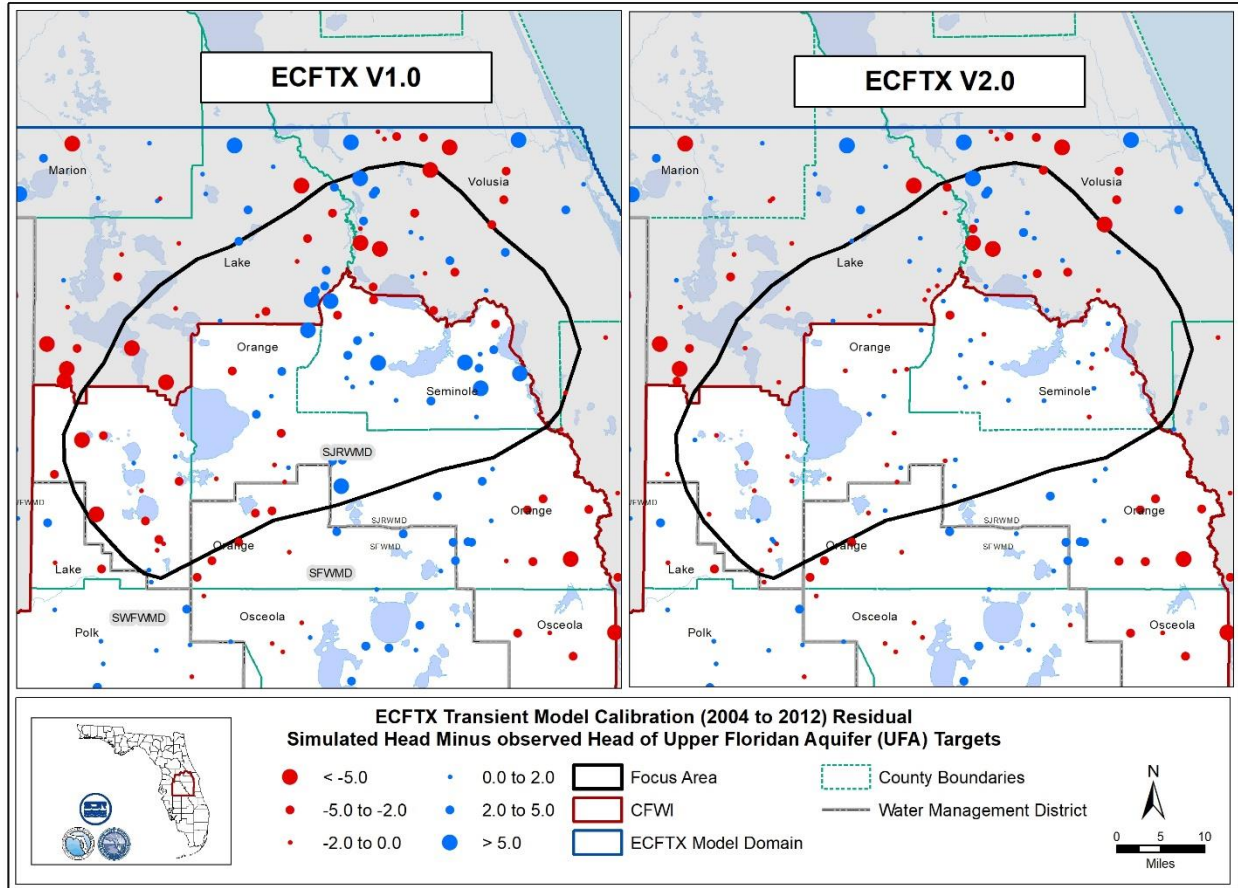 ECFTX V1.0
Marion
Volusia
Lake
Orange
Seminole
SJRWMD
Orange
SJRWMD
Orange
SFWMD
Lake
SFWMD
SWFWMD
Osceola
Osceola
Polk
ECFTX V2.0
Marion
Volusia
Lake
Orange
Seminole
Orange
SJRWMD
Orange
SFWMD
Lake
Osceola
Osceola
Polk
ECFTX Transient Model Calibration (2004 to 2012) Residual
Simulated Head Minus observed Head of Upper Floridan Aquifer (UFA) Targets
< -5.0
-5.0 to -2.0
-2.0 to 0.0
0.0 to 2.0
2.0 to 5.0
> 5.0
Focus Area
CFWI
ECFTX Model Domain
County Boundaries
Water Management District
N
0 5 10
Miles